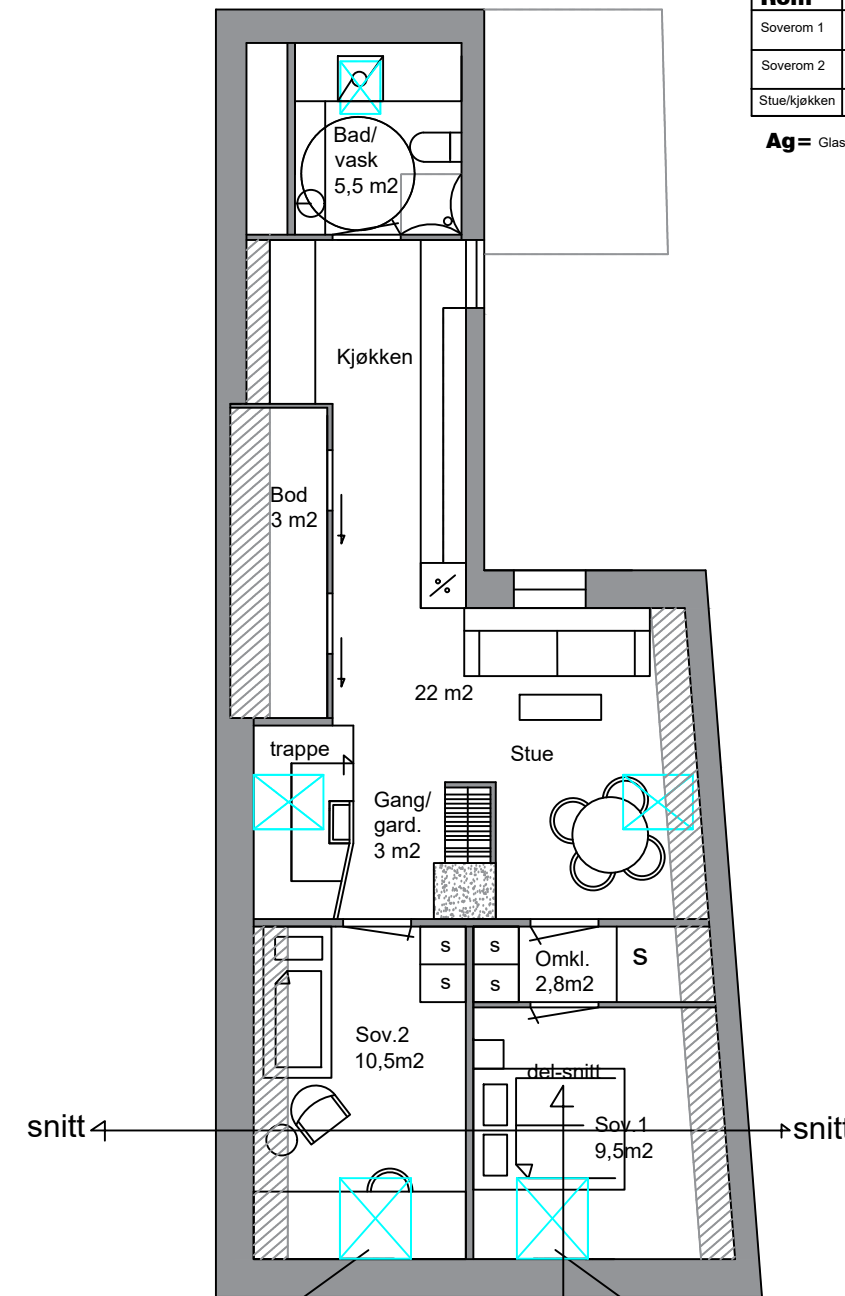 Rom
Soverom 1
Soverom 2
Stue/kjøkken
Ag= Glas
Bad/
vask
5,5 m2
Kjøkken
Bod
3 m2
22 m2
trappe
Stue
Gang/
gard.
3 m2
s
s
s
s
Omkl.
2,8m2
S
Sov.2
10,5m2
del-snitt
snitt
snitt
Sov.1
9,5m2